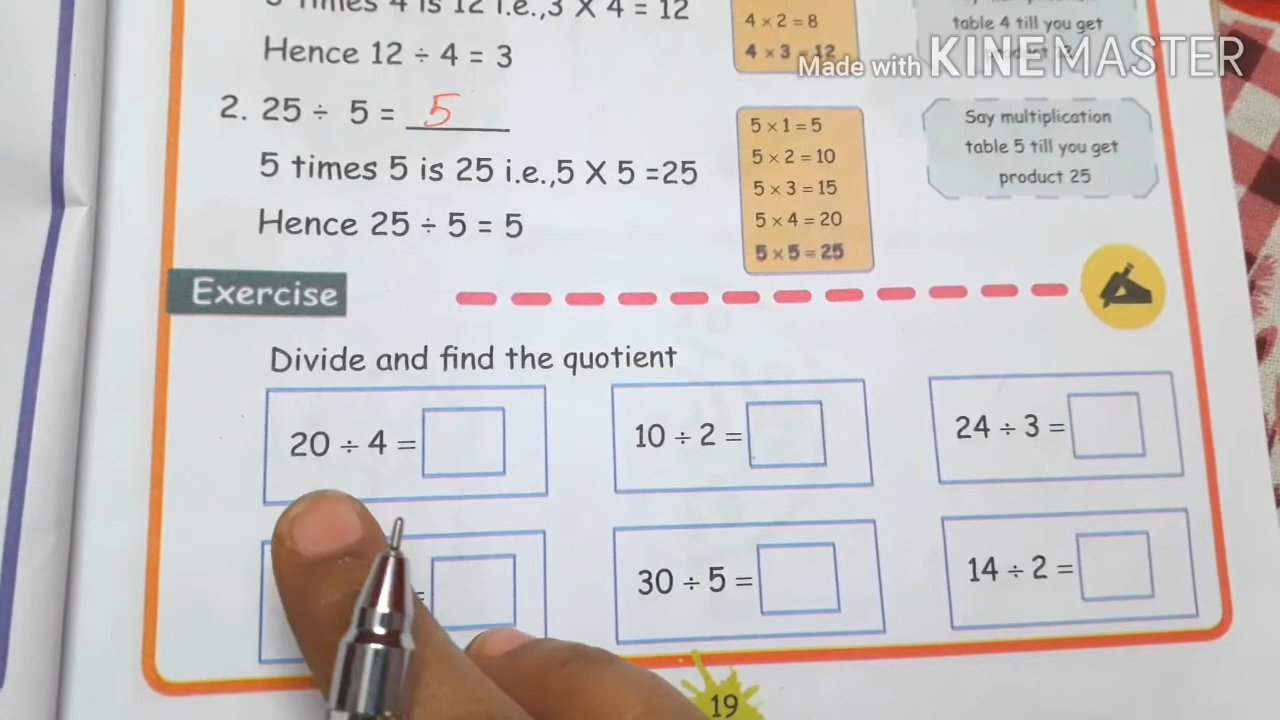 3 Times 4 is 12 i.e.,3 X 4 = 12
Hence 12 ÷ 4 = 3
4 × 2 = 8
4 × 3 = 12
table 4 till you get
Made with KINEMASTER
2. 25 ÷ 5 = 5
5 times 5 is 25 i.e.,5 X 5 =25
Hence 25 ÷ 5 = 5
5 × 1 = 5
5 × 2 = 10
5 × 3 = 15
5 × 4 = 20
5 × 5 = 25
Say multiplication
table 5 till you get
product 25
Exercise
Divide and find the quotient
20 ÷ 4 =
10 ÷ 2 =
24 ÷ 3 =
=
30 ÷ 5 =
14 ÷ 2 =
19